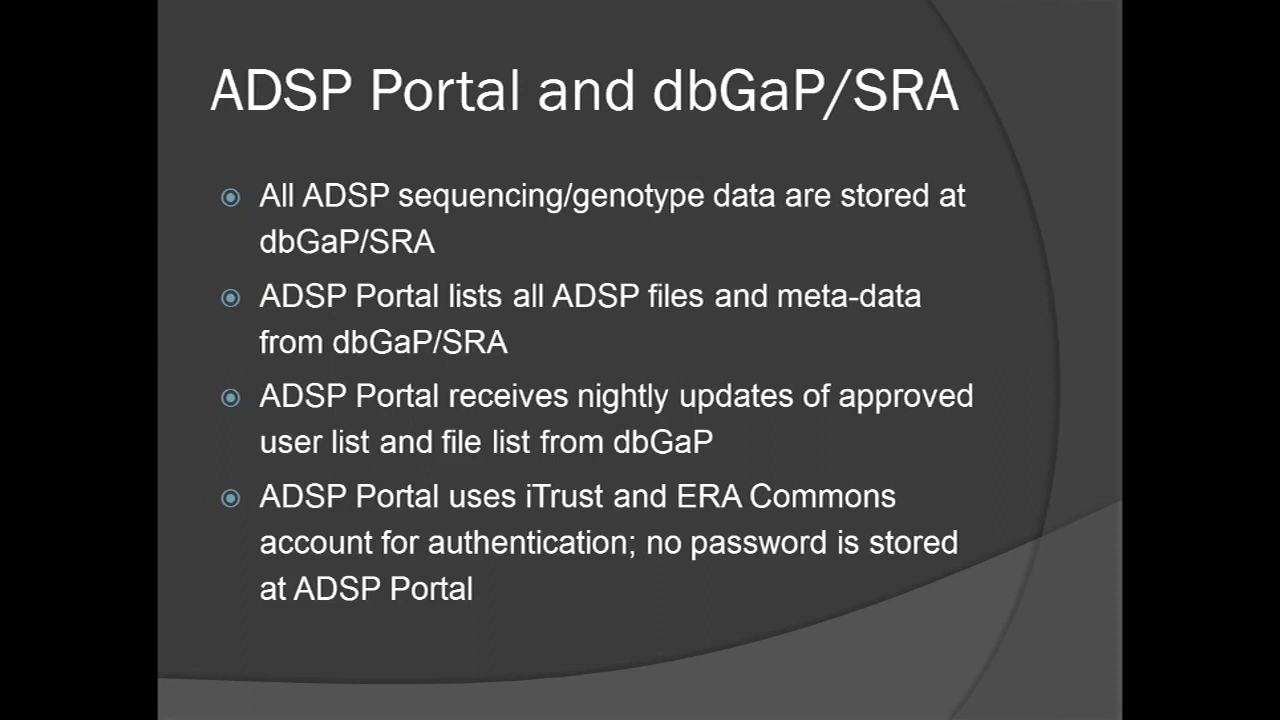 ADSP Portal and dbGaP/SRA
All ADSP sequencing/genotype data are stored at
dbGaP/SRA
ADSP Portal lists all ADSP files and meta-data
from dbGaP/SRA
ADSP Portal receives nightly updates of approved
user list and file list from dbGaP
ADSP Portal uses iTrust and ERA Commons
account for authentication; no password is stored
at ADSP Portal